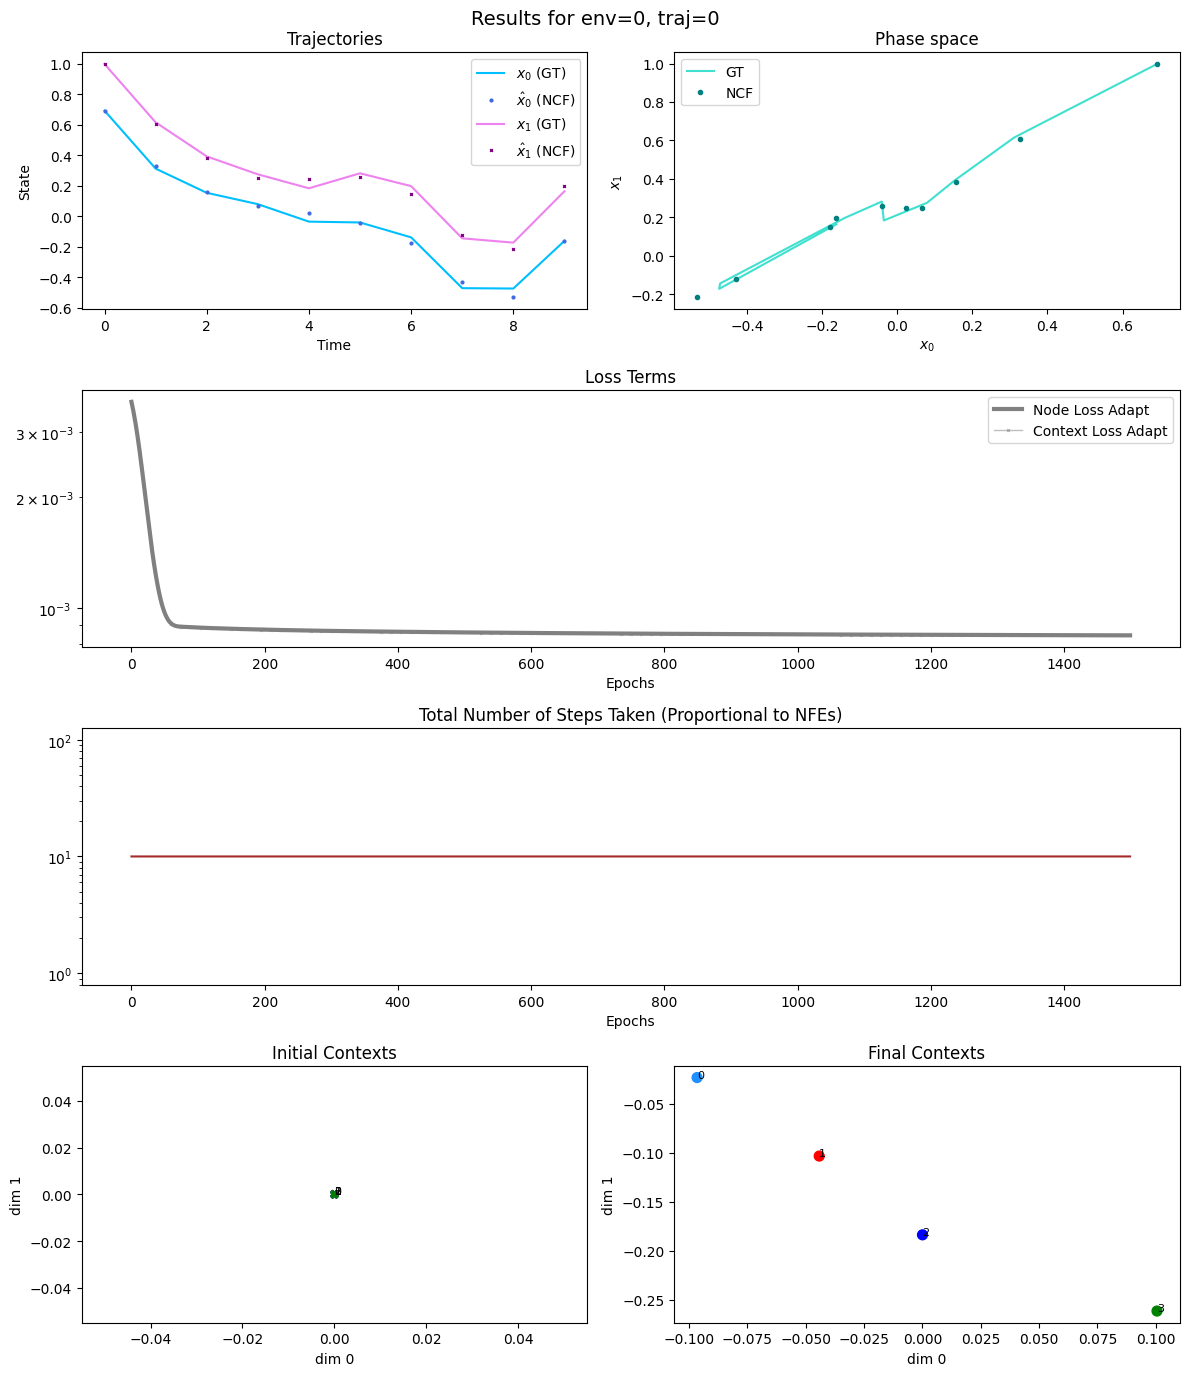 Results for env=0, traj=0
Trajectories
1.0
0.8
0.6
0.4
0.2
0.0
−0.2
−0.4
−0.6
State
0
2
4
6
8
Time
x₀ (GT)
x̂₀ (NCF)
x₁ (GT)
x̂₁ (NCF)
Phase space
1.0
0.8
0.6
0.4
0.2
0.0
−0.2
x₁
−0.4
−0.2
0.0
0.2
0.4
0.6
x₀
GT
NCF
Loss Terms
3 × 10⁻³
2 × 10⁻³
10⁻³
0
200
400
600
800
1000
1200
1400
Epochs
Node Loss Adapt
Context Loss Adapt
Total Number of Steps Taken (Proportional to NFEs)
10²
10¹
10⁰
0
200
400
600
800
1000
1200
1400
Epochs
Initial Contexts
0.04
0.02
0.00
−0.02
−0.04
dim 1
−0.04
−0.02
0.00
0.02
0.04
dim 0
Final Contexts
−0.05
−0.10
−0.15
−0.20
−0.25
dim 1
0
1
2
3
−0.100
−0.075
−0.050
−0.025
0.000
0.025
0.050
0.075
0.100
dim 0